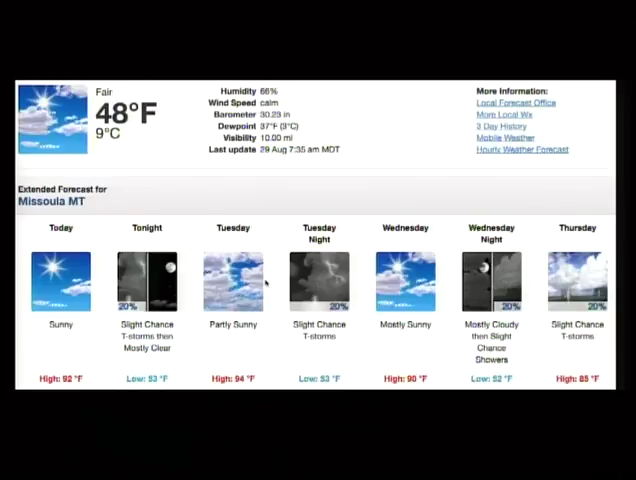 Fair
48°F
9°C
Humidity 66%
Wind Speed calm
Barometer 30.23 in
Dewpoint 37°F (3°C)
Visibility 10.00 mi
Last update 29 Aug 7:35 am MDT
More Information:
Local Forecast Office
More Local Wx
3 Day History
Mobile Weather
Hourly Weather Forecast
Extended Forecast for
Missoula MT
Today
Tonight
Tuesday
Tuesday
Night
Wednesday
Wednesday
Night
Thursday
20%
20%
20%
20%
Sunny
Slight Chance
T-storms then
Mostly Clear
Partly Sunny
Slight Chance
T-storms
Mostly Sunny
Mostly Cloudy
then Slight
Chance
Showers
Slight Chance
T-storms
High: 92 °F
Low: 53 °F
High: 94 °F
Low: 53 °F
High: 90 °F
Low: 52 °F
High: 85 °F